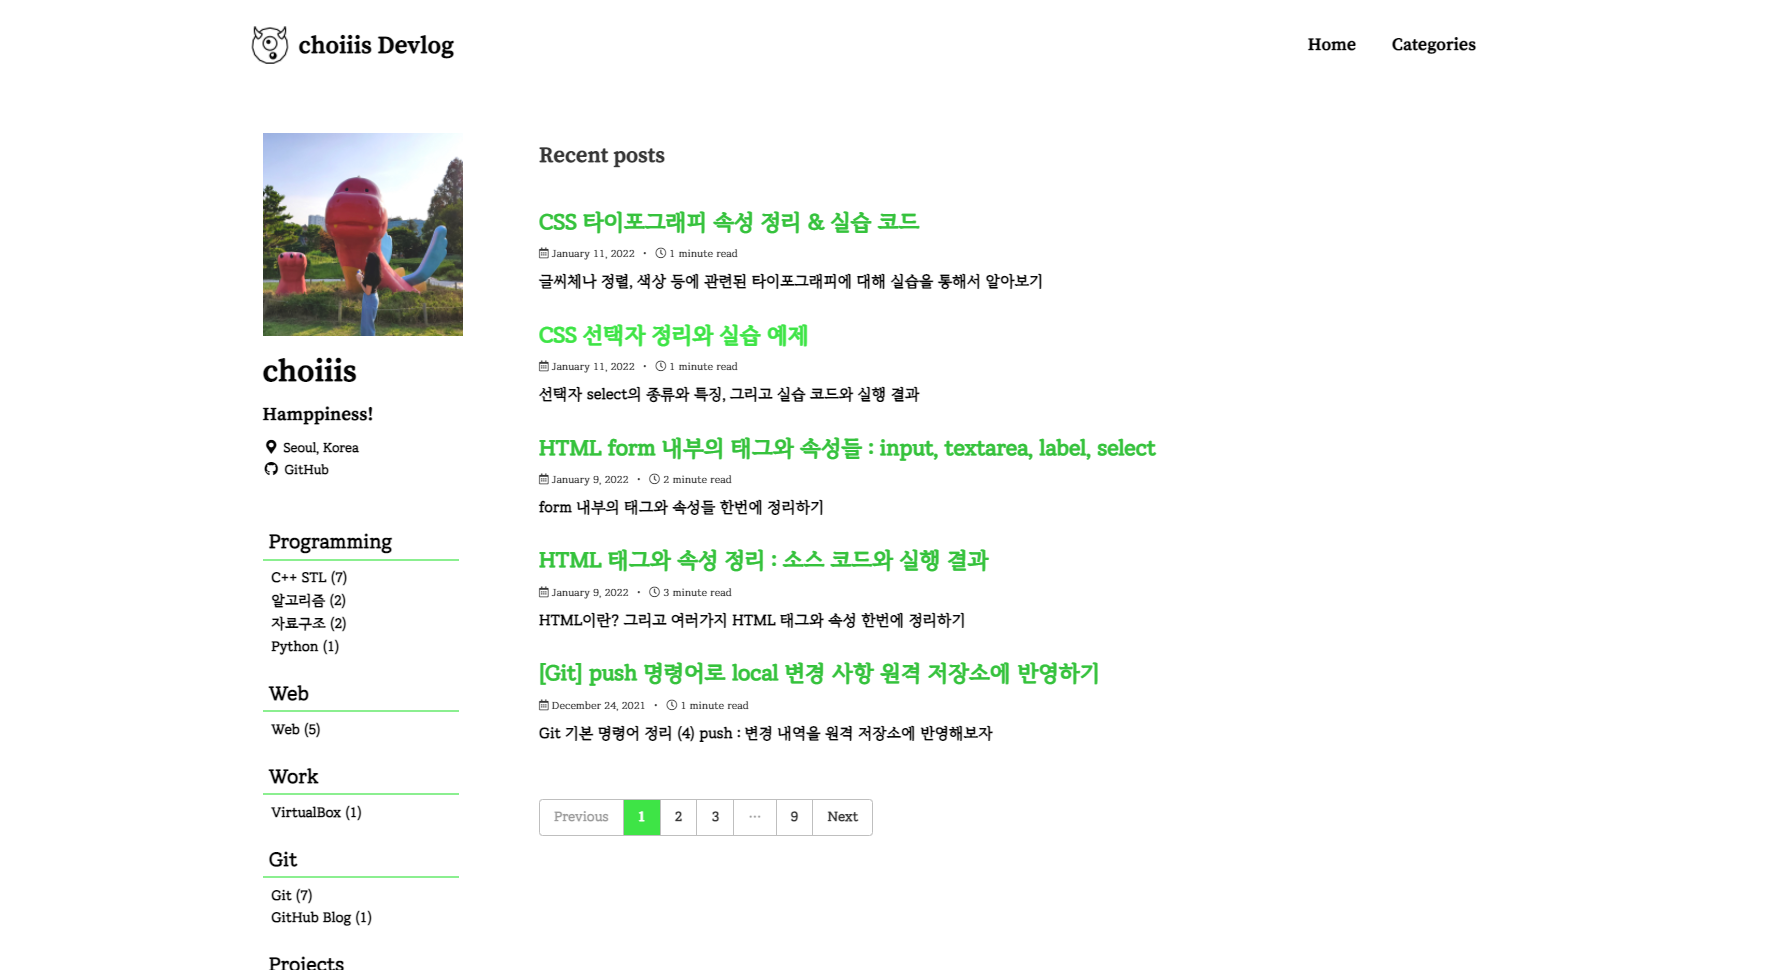 choiiis Devlog
Home
Categories
choiiis
Hamppiness!
Seoul, Korea
GitHub
Programming
C++ STL (7)
알고리즘 (2)
자료구조 (2)
Python (1)
Web
Web (5)
Work
VirtualBox (1)
Git
Git (7)
GitHub Blog (1)
Projects
Recent posts
CSS 타이포그래피 속성 정리 & 실습 코드
January 11, 2022 • 1 minute read
글씨체나 정렬, 색상 등에 관련된 타이포그래피에 대해 실습을 통해서 알아보기
CSS 선택자 정리와 실습 예제
January 11, 2022 • 1 minute read
선택자 select의 종류와 특징, 그리고 실습 코드와 실행 결과
HTML form 내부의 태그와 속성들 : input, textarea, label, select
January 9, 2022 • 2 minute read
form 내부의 태그와 속성들 한번에 정리하기
HTML 태그와 속성 정리 : 소스 코드와 실행 결과
January 9, 2022 • 3 minute read
HTML이란? 그리고 여러가지 HTML 태그와 속성 한번에 정리하기
[Git] push 명령어로 local 변경 사항 원격 저장소에 반영하기
December 24, 2021 • 1 minute read
Git 기본 명령어 정리 (4) push : 변경 내역을 원격 저장소에 반영해보자
Previous 1 2 3 … 9 Next